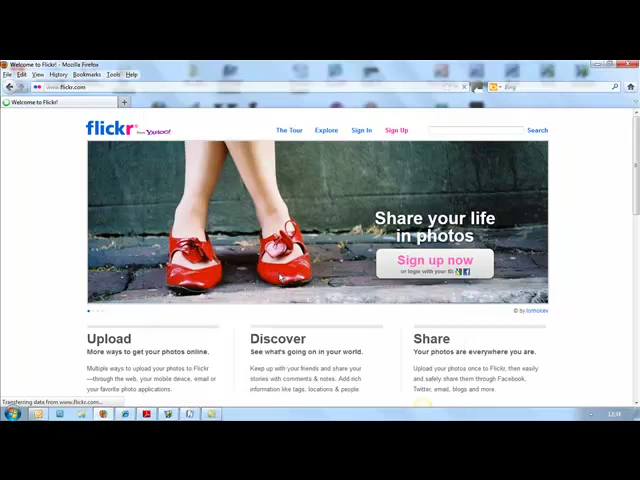 Welcome to Flickr! - Mozilla Firefox
File Edit View History Bookmarks Tools Help
www.flickr.com
Bing
Welcome to Flickr!
flickr from YAHOO!
The Tour Explore Sign In Sign Up Search
Share your life
in photos
Sign up now
or login with your ID:
© by lomokev
Upload Discover Share
More ways to get your photos online. See what's going on in your world. Your photos are everywhere you are.
Multiple ways to upload your photos to Flickr Keep up with your friends and share your Upload your photos once to Flickr, then easily
—through the web, your mobile device, email or stories with comments & notes. Add rich and safely share them through Facebook,
your favorite photo applications. information like tags, locations & people Twitter, email, blogs and more.
Transferring data from www.flickr.com...